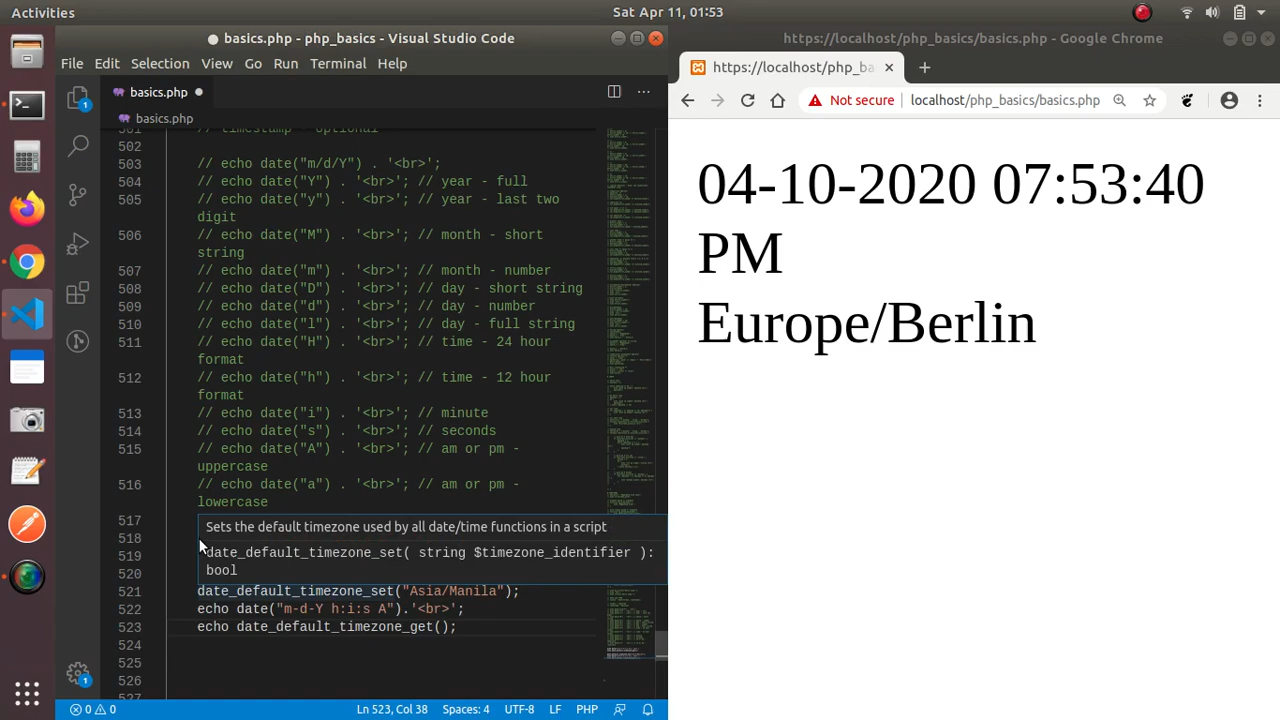 Activities
Sat Apr 11, 01:53
basics.php - php_basics - Visual Studio Code
File Edit Selection View Go Run Terminal Help
basics.php
basics.php
501 // timestamp - optional
502
503 // echo date("m/d/Y") . '<br>';
504 // echo date("Y") . '<br>'; // year - full
505 // echo date("y") . '<br>'; // year - last two
digit
506 // echo date("M") . '<br>'; // month - short
string
507 // echo date("m") . '<br>'; // month - number
508 // echo date("D") . '<br>'; // day - short string
509 // echo date("d") . '<br>'; // day - number
510 // echo date("l") . '<br>'; // day - full string
511 // echo date("H") . '<br>'; // time - 24 hour
format
512 // echo date("h") . '<br>'; // time - 12 hour
format
513 // echo date("i") . '<br>'; // minute
514 // echo date("s") . '<br>'; // seconds
515 // echo date("A") . '<br>'; // am or pm -
uppercase
516 // echo date("a") . '<br>'; // am or pm -
lowercase
517
Sets the default timezone used by all date/time functions in a script
518
519 date_default_timezone_set( string $timezone_identifier ):
bool
520
521 date_default_timezone_set("Asia/Manila");
522 echo date("m-d-Y h:i:s A").'<br>';
523 echo date_default_timezone_get();
524
525
526
527
1
1
0 0
Ln 523, Col 38
Spaces: 4
UTF-8
LF
PHP
https://localhost/php_basics/basics.php - Google Chrome
https://localhost/php_ba
Not secure
localhost/php_basics/basics.php
04-10-2020 07:53:40
PM
Europe/Berlin